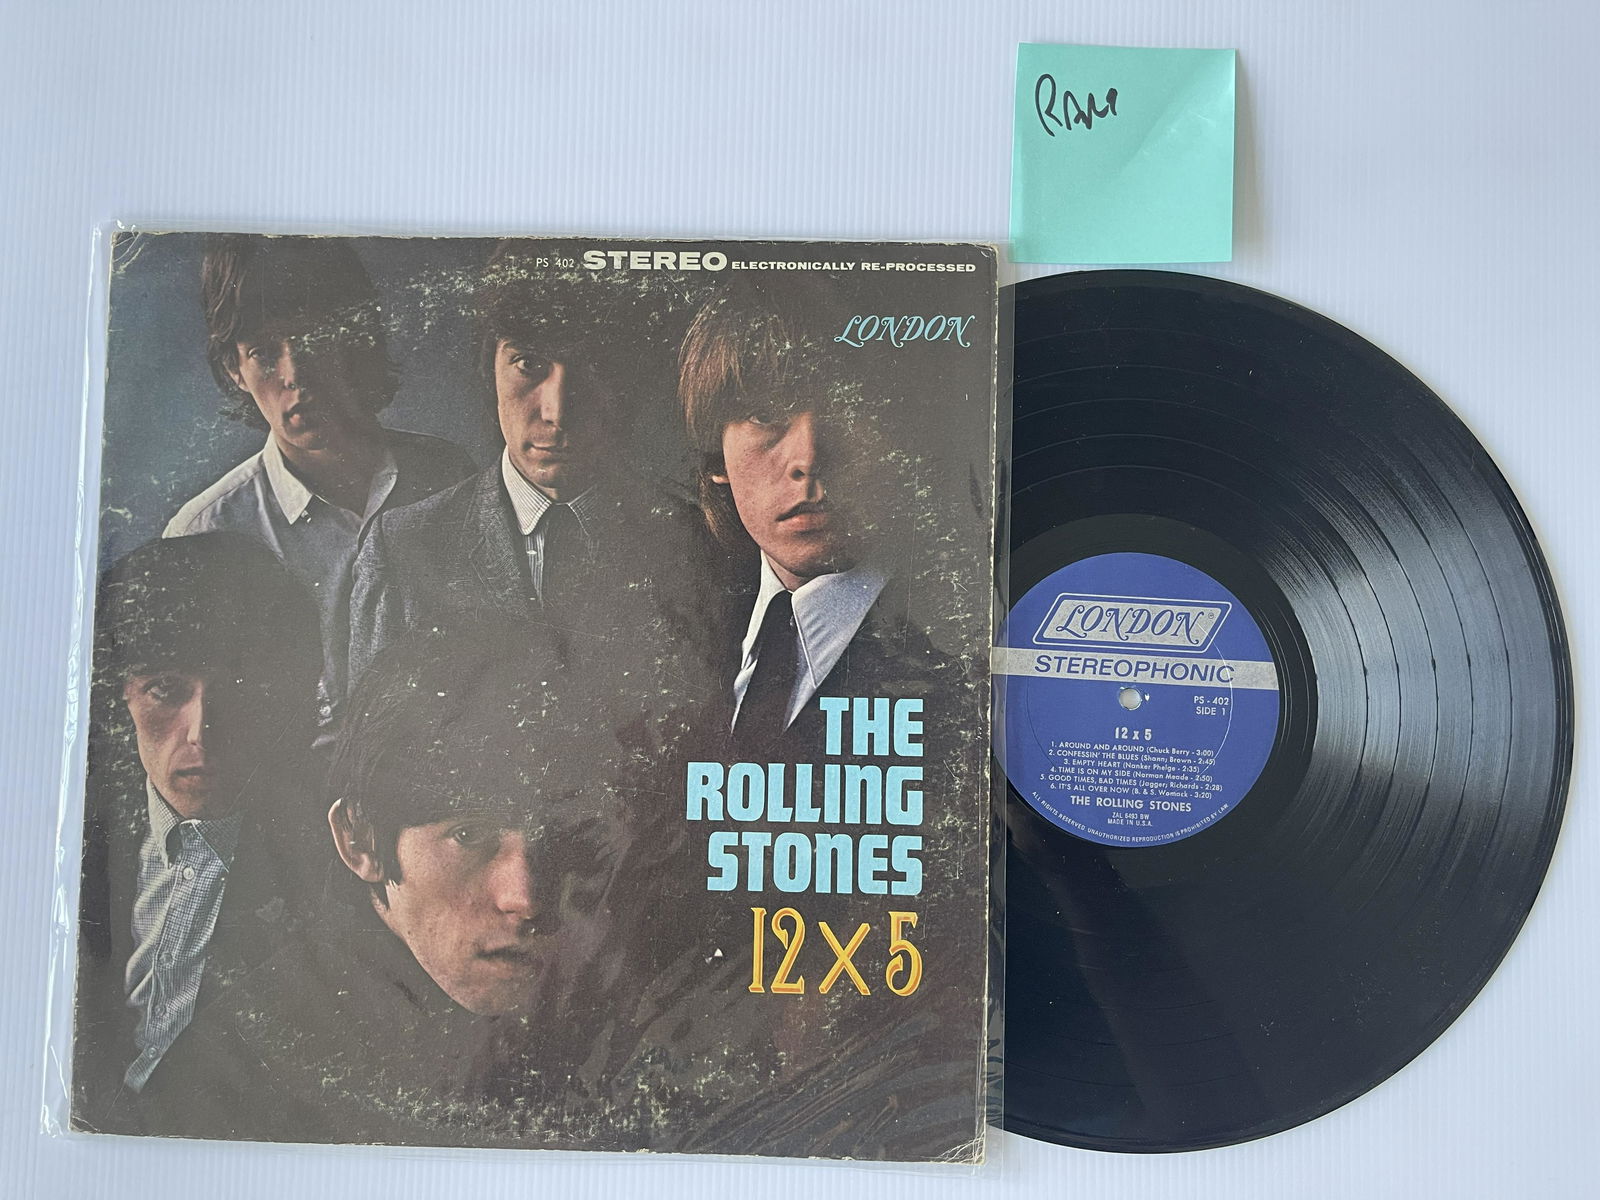 RAM
PS 402 STEREO ELECTRONICALLY RE-PROCESSED
LONDON
THE
ROLLING
STONES
12 X 5
LONDON
STEREOPHONIC
PS - 402
SIDE 1
12 x 5
1. AROUND AND AROUND (Chuck Berry - 3:00)
2. CONFESSIN' THE BLUES (Shann; Brown - 2:45)
3. EMPTY HEART (Nanker Phelge - 2:35)
4. TIME IS ON MY SIDE (Norman Meade - 2:50)
5. GOOD TIMES, BAD TIMES (Jagger; Richards - 2:28)
6. IT'S ALL OVER NOW (B. & S. Womack - 3:20)
THE ROLLING STONES
ZAL 6493 BW
MADE IN U.S.A.
ALL RIGHTS RESERVED UNAUTHORIZED REPRODUCTION IS PROHIBITED BY LAW